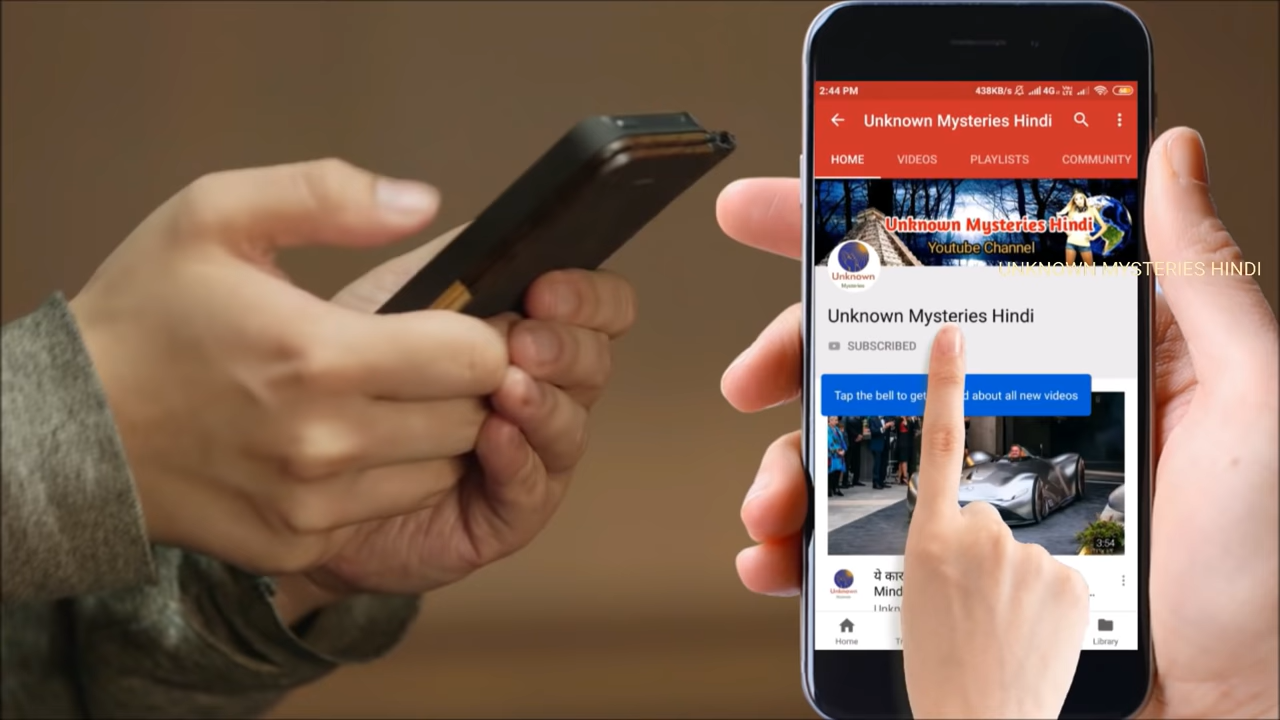 2:44 PM 438KB/s 4G
Unknown Mysteries Hindi
HOME VIDEOS PLAYLISTS COMMUNITY
Unknown Mysteries Hindi
Youtube Channel
Unknown
Mysteries
UNKNOWN MYSTERIES HINDI
Unknown Mysteries Hindi
SUBSCRIBED
Tap the bell to get about all new videos
3:54
ये
Mind
..
Home Library